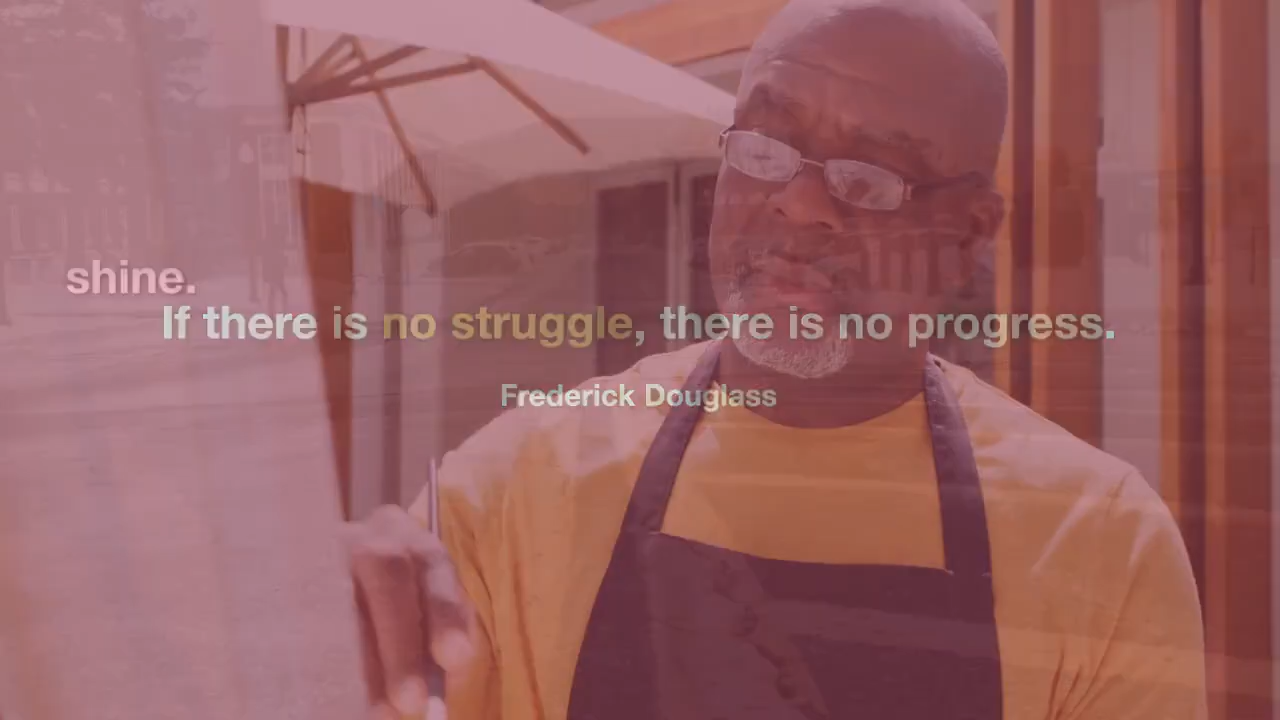 shine.
If there is no struggle, there is no progress.
Frederick Douglass